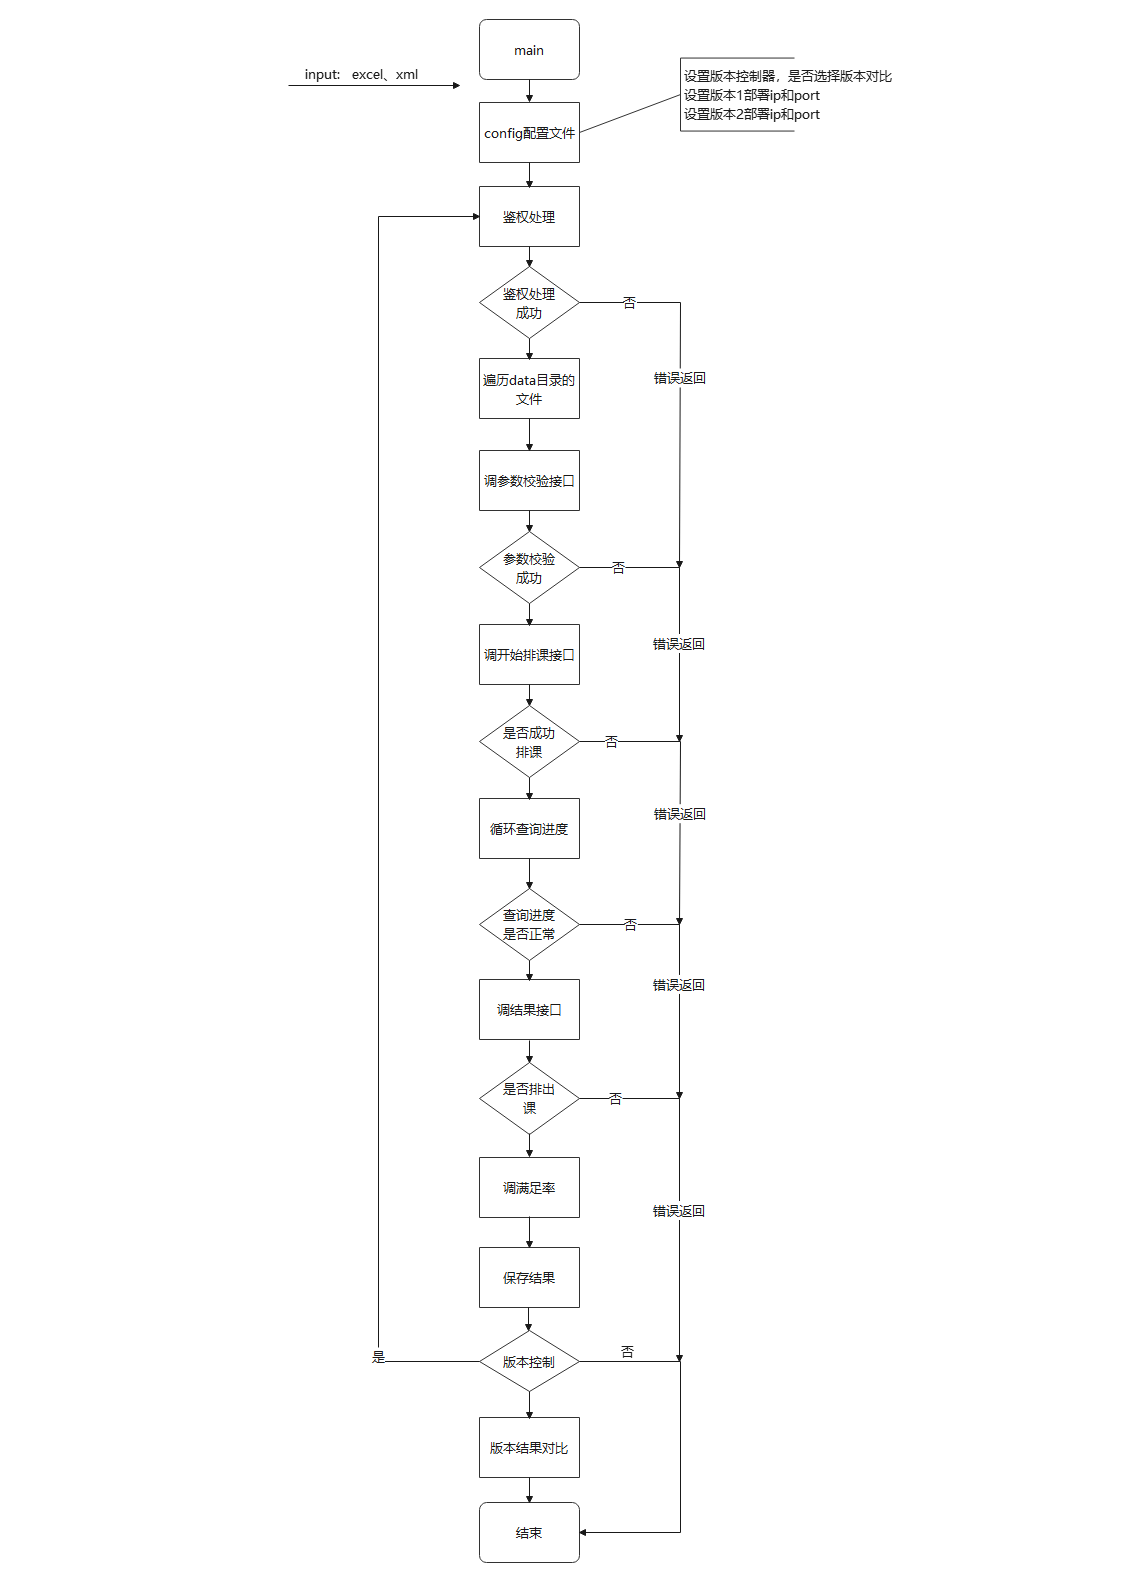 main
input: excel、xml
设置版本控制器，是否选择版本对比
设置版本1部署ip和port
设置版本2部署ip和port
config配置文件
鉴权处理
鉴权处理
成功
否
遍历data目录的
文件
错误返回
调参数校验接口
参数校验
成功
否
调开始排课接口
错误返回
是否成功
排课
否
循环查询进度
错误返回
查询进度
是否正常
否
调结果接口
错误返回
是否排出
课
否
调满足率
错误返回
保存结果
版本控制
否
是
版本结果对比
结束